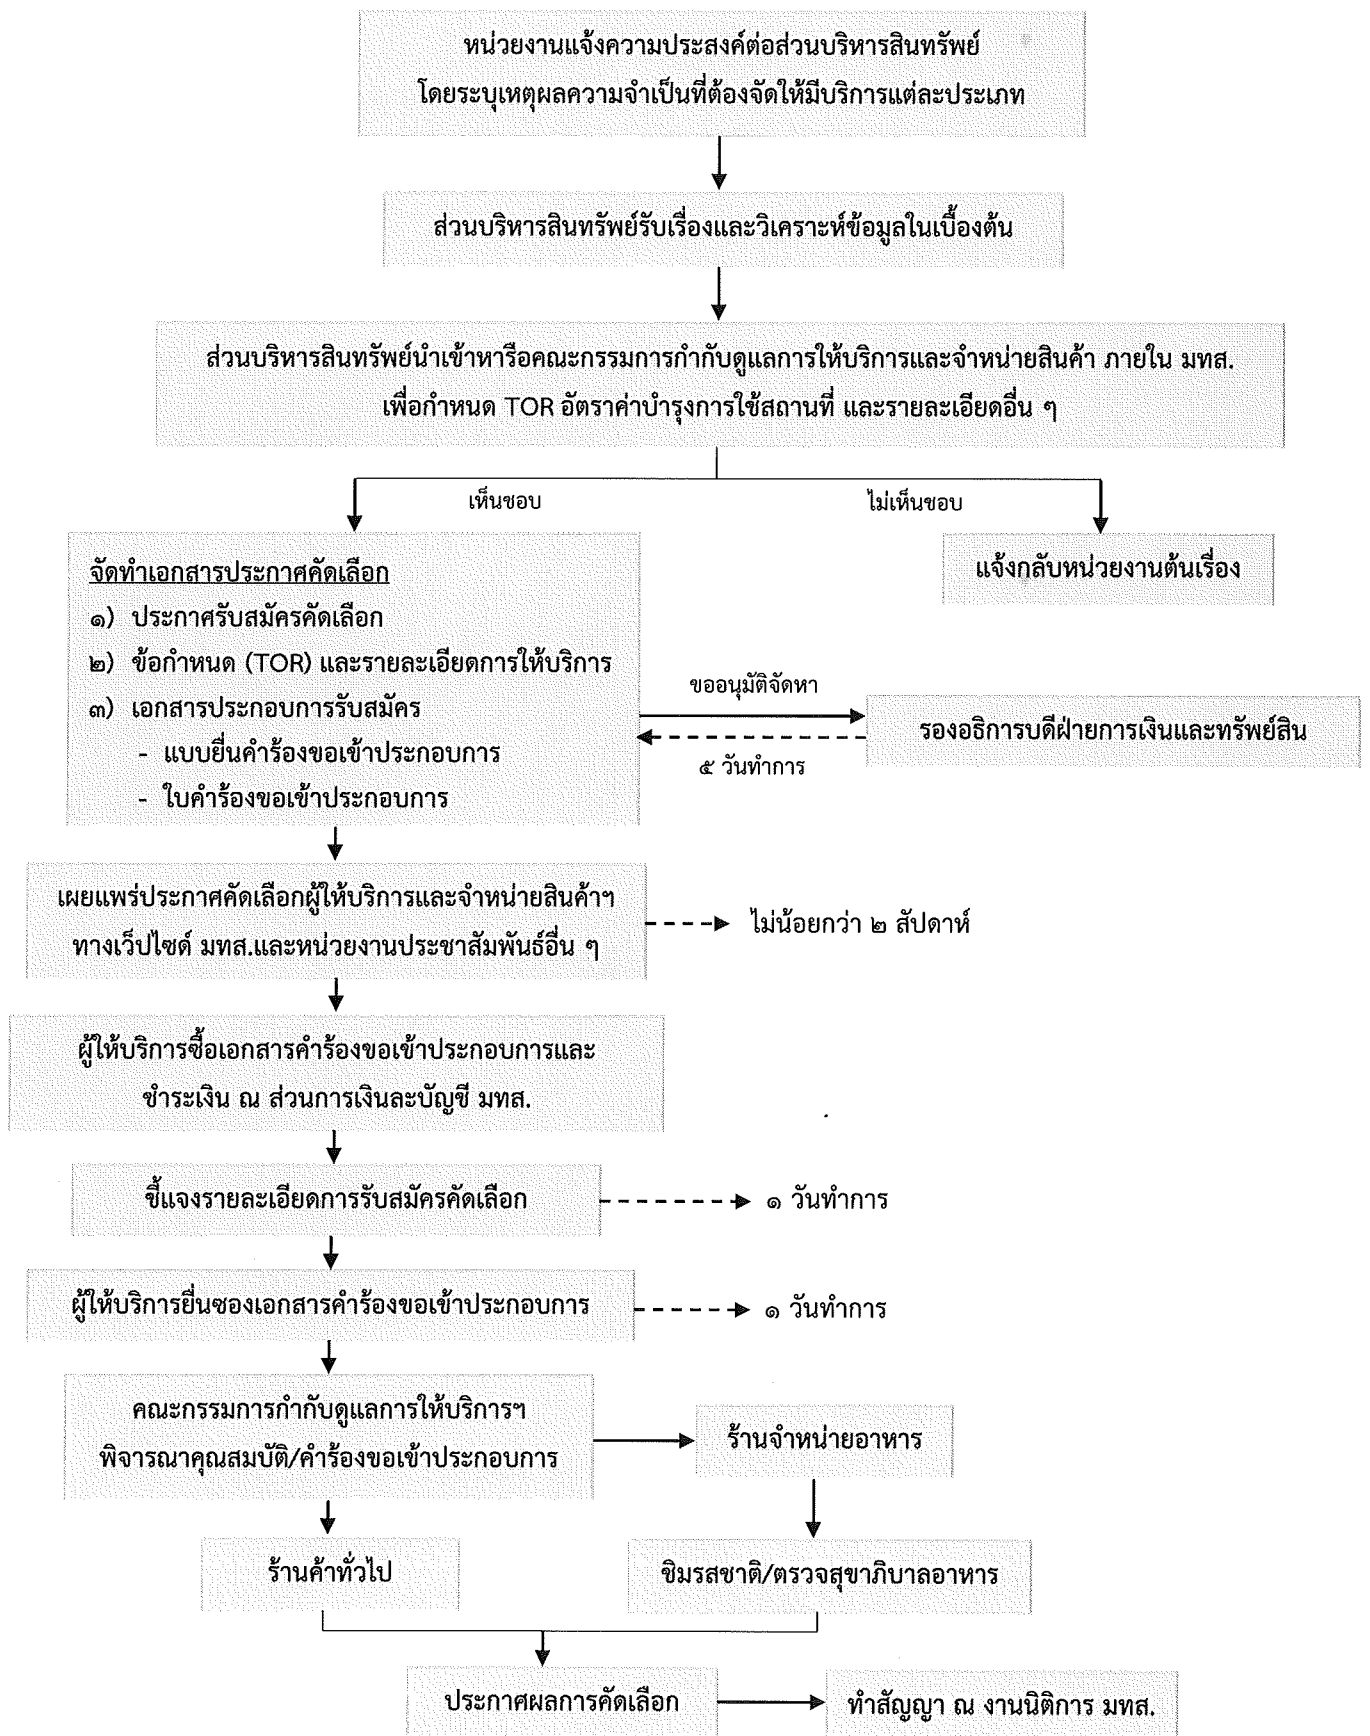 หน่วยงานแจ้งความประสงค์ต่อส่วนบริหารสินทรัพย์
โดยระบุเหตุผลความจำเป็นที่ต้องจัดให้มีบริการแต่ละประเภท
ส่วนบริหารสินทรัพย์รับเรื่องและวิเคราะห์ข้อมูลในเบื้องต้น
ส่วนบริหารสินทรัพย์นำเข้าหารือคณะกรรมการกำกับดูแลการให้บริการและจำหน่ายสินค้า ภายใน มทส.
เพื่อกำหนด TOR อัตราค่าบำรุงการใช้สถานที่ และรายละเอียดอื่น ๆ
เห็นชอบ
ไม่เห็นชอบ
แจ้งกลับหน่วยงานต้นเรื่อง
จัดทำเอกสารประกาศคัดเลือก
๑) ประกาศรับสมัครคัดเลือก
๒) ข้อกำหนด (TOR) และรายละเอียดการให้บริการ
๓) เอกสารประกอบการรับสมัคร
- แบบยื่นคำร้องขอเข้าประกอบการ
- ใบคำร้องขอเข้าประกอบการ
ขออนุมัติจัดหา
๕ วันทำการ
รองอธิการบดีฝ่ายการเงินและทรัพย์สิน
เผยแพร่ประกาศคัดเลือกผู้ให้บริการและจำหน่ายสินค้าฯ
ทางเว็ปไซด์ มทส.และหน่วยงานประชาสัมพันธ์อื่น ๆ
ไม่น้อยกว่า ๒ สัปดาห์
ผู้ให้บริการซื้อเอกสารคำร้องขอเข้าประกอบการและ
ชำระเงิน ณ ส่วนการเงินละบัญชี มทส.
ชี้แจงรายละเอียดการรับสมัครคัดเลือก
๑ วันทำการ
ผู้ให้บริการยื่นซองเอกสารคำร้องขอเข้าประกอบการ
๑ วันทำการ
คณะกรรมการกำกับดูแลการให้บริการฯ
พิจารณาคุณสมบัติ/คำร้องขอเข้าประกอบการ
ร้านจำหน่ายอาหาร
ร้านค้าทั่วไป
ชิมรสชาติ/ตรวจสุขาภิบาลอาหาร
ประกาศผลการคัดเลือก
ทำสัญญา ณ งานนิติการ มทส.